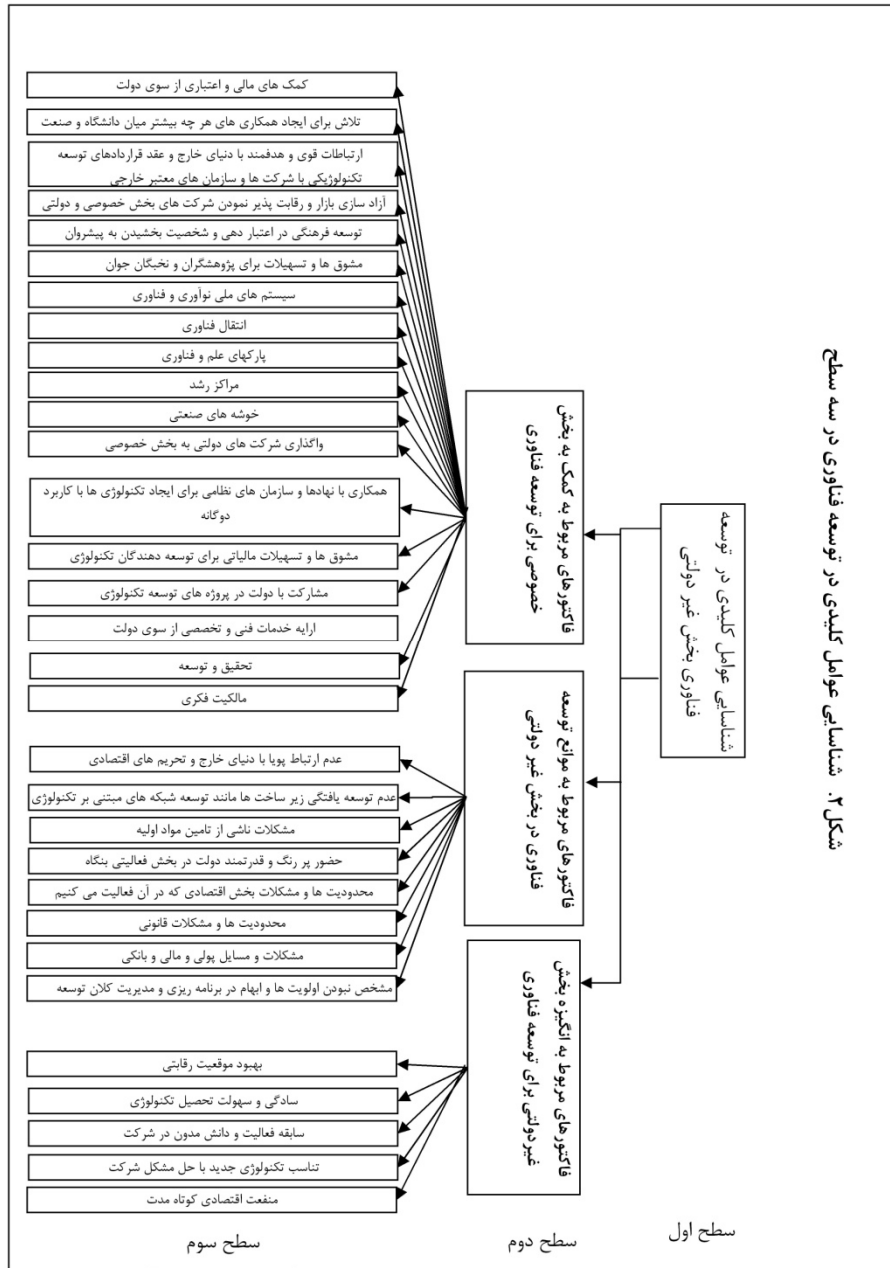 شکل ۲. شناسایی عوامل کلیدی در توسعه فناوری در سه سطح
شناسایی عوامل کلیدی در توسعه
فناوری بخش غیر دولتی
فاکتورهای مربوط به کمک به بخش
خصوصی برای توسعه فناوری
کمک های مالی و اعتباری از سوی دولت
تلاش برای ایجاد همکاری های هر چه بیشتر میان دانشگاه و صنعت
ارتباطات قوی و هدفمند با دنیای خارج و عقد قراردادهای توسعه
تکنولوژیکی با شرکت ها و سازمان های معتبر خارجی
آزاد سازی بازار و رقابت پذیر نمودن شرکت های بخش خصوصی و دولتی
توسعه فرهنگی در اعتبار دهی و شخصیت بخشیدن به پیشروان
مشوق ها و تسهیلات برای پژوهشگران و نخبگان جوان
سیستم های ملی نوآوری و فناوری
انتقال فناوری
پارکهای علم و فناوری
مراکز رشد
خوشه های صنعتی
واگذاری شرکت های دولتی به بخش خصوصی
همکاری با نهادها و سازمان های نظامی برای ایجاد تکنولوژی ها با کاربرد
دوگانه
مشوق ها و تسهیلات مالیاتی برای توسعه دهندگان تکنولوژی
مشارکت با دولت در پروژه های توسعه تکنولوژی
ارایه خدمات فنی و تخصصی از سوی دولت
تحقیق و توسعه
مالکیت فکری
فاکتورهای مربوط به موانع توسعه
فناوری در بخش غیر دولتی
عدم ارتباط پویا با دنیای خارج و تحریم های اقتصادی
عدم توسعه یافتگی زیر ساخت ها مانند توسعه شبکه های مبتنی بر تکنولوژی
مشکلات ناشی از تامین مواد اولیه
حضور پر رنگ و قدرتمند دولت در بخش فعالیتی بنگاه
محدودیت ها و مشکلات بخش اقتصادی که در آن فعالیت می کنیم
محدودیت ها و مشکلات قانونی
مشکلات و مسایل پولی و مالی و بانکی
مشخص نبودن اولویت ها و ابهام در برنامه ریزی و مدیریت کلان توسعه
فاکتورهای مربوط به انگیزه بخش
غیردولتی برای توسعه فناوری
بهبود موقعیت رقابتی
سادگی و سهولت تحصیل تکنولوژی
سابقه فعالیت و دانش مدون در شرکت
تناسب تکنولوژی جدید با حل مشکل شرکت
منفعت اقتصادی کوتاه مدت
سطح اول
سطح دوم
سطح سوم